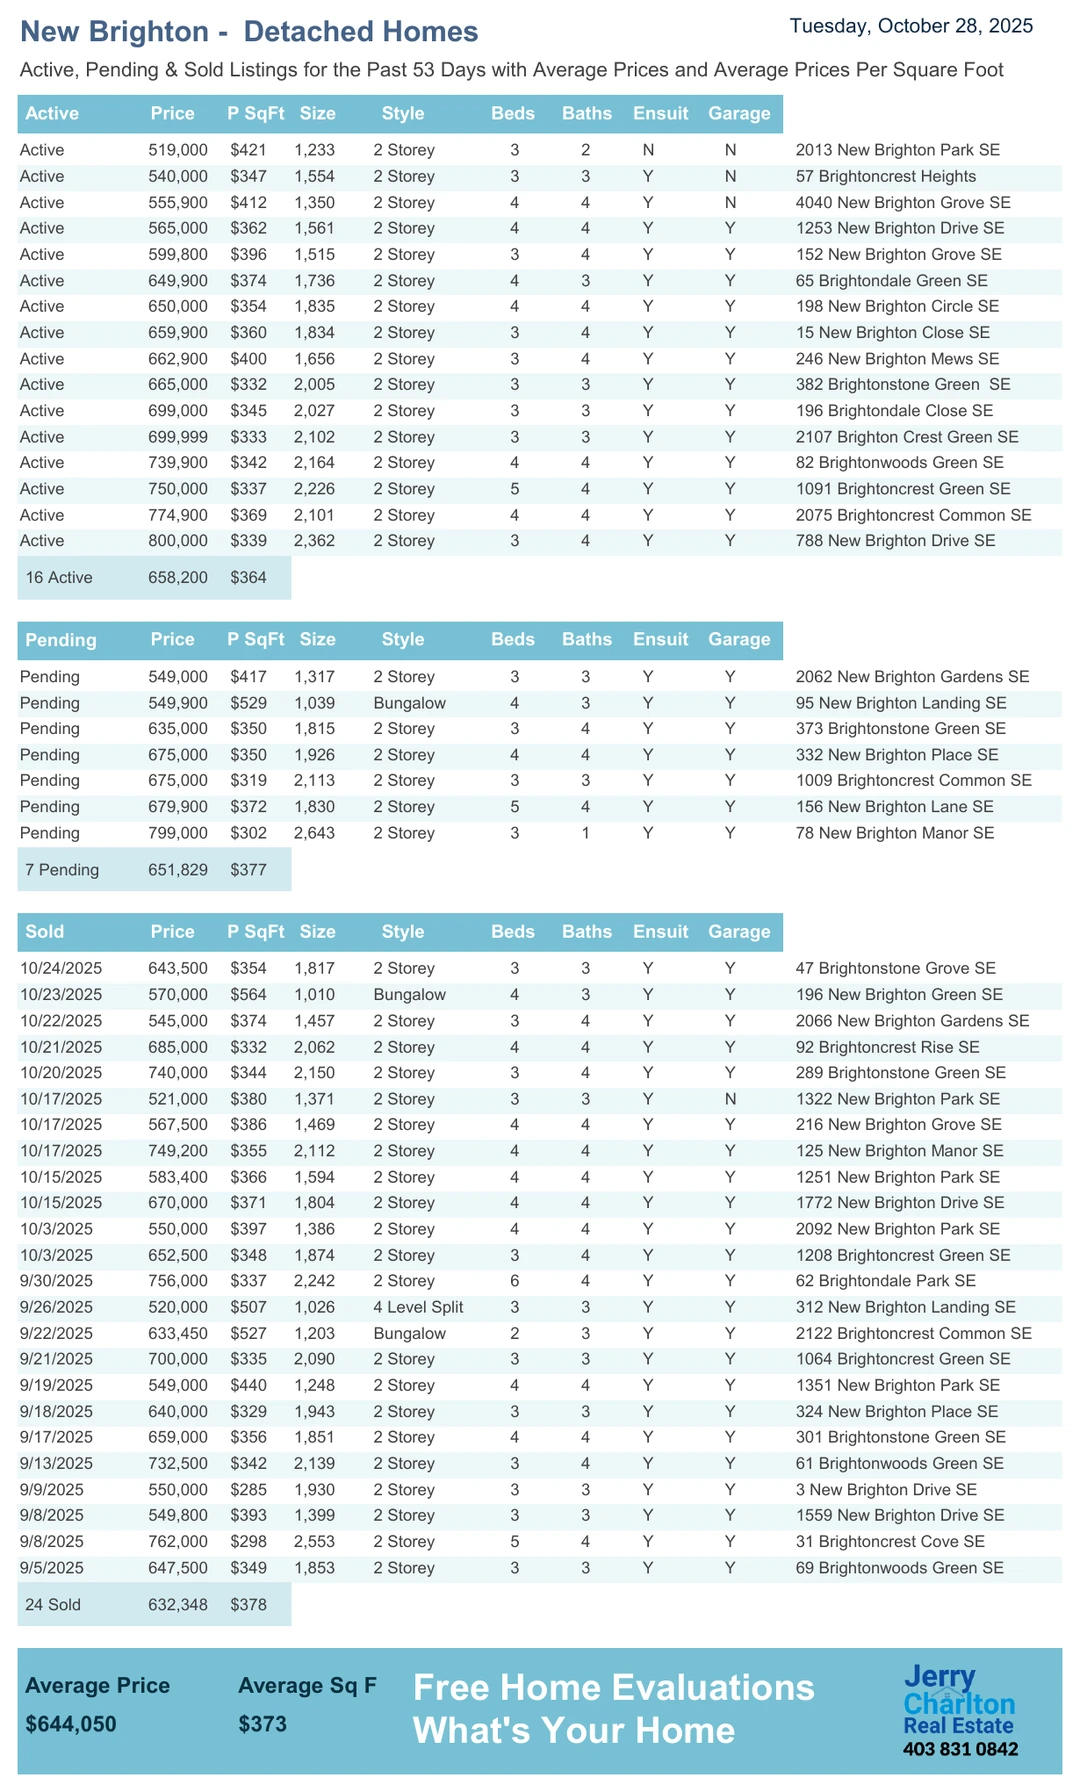 New Brighton - Detached Homes
Tuesday, October 28, 2025
Active, Pending & Sold Listings for the Past 53 Days with Average Prices and Average Prices Per Square Foot
Active Price P SqFt Size Style Beds Baths Ensuit Garage
Active 519,000 $421 1,233 2 Storey 3 2 N N 2013 New Brighton Park SE
Active 540,000 $347 1,554 2 Storey 3 3 Y N 57 Brightoncrest Heights
Active 555,900 $412 1,350 2 Storey 4 4 Y N 4040 New Brighton Grove SE
Active 565,000 $362 1,561 2 Storey 4 4 Y Y 1253 New Brighton Drive SE
Active 599,800 $396 1,515 2 Storey 3 4 Y Y 152 New Brighton Grove SE
Active 649,900 $374 1,736 2 Storey 4 3 Y Y 65 Brightondale Green SE
Active 650,000 $354 1,835 2 Storey 4 4 Y Y 198 New Brighton Circle SE
Active 659,900 $360 1,834 2 Storey 3 4 Y Y 15 New Brighton Close SE
Active 662,900 $400 1,656 2 Storey 3 4 Y Y 246 New Brighton Mews SE
Active 665,000 $332 2,005 2 Storey 3 3 Y Y 382 Brightonstone Green SE
Active 699,000 $345 2,027 2 Storey 3 3 Y Y 196 Brightondale Close SE
Active 699,999 $333 2,102 2 Storey 3 3 Y Y 2107 Brighton Crest Green SE
Active 739,900 $342 2,164 2 Storey 4 4 Y Y 82 Brightonwoods Green SE
Active 750,000 $337 2,226 2 Storey 5 4 Y Y 1091 Brightoncrest Green SE
Active 774,900 $369 2,101 2 Storey 4 4 Y Y 2075 Brightoncrest Common SE
Active 800,000 $339 2,362 2 Storey 3 4 Y Y 788 New Brighton Drive SE
16 Active 658,200 $364
Pending Price P SqFt Size Style Beds Baths Ensuit Garage
Pending 549,000 $417 1,317 2 Storey 3 3 Y Y 2062 New Brighton Gardens SE
Pending 549,900 $529 1,039 Bungalow 4 3 Y Y 95 New Brighton Landing SE
Pending 635,000 $350 1,815 2 Storey 3 4 Y Y 373 Brightonstone Green SE
Pending 675,000 $350 1,926 2 Storey 4 4 Y Y 332 New Brighton Place SE
Pending 675,000 $319 2,113 2 Storey 3 3 Y Y 1009 Brightoncrest Common SE
Pending 679,900 $372 1,830 2 Storey 5 4 Y Y 156 New Brighton Lane SE
Pending 799,000 $302 2,643 2 Storey 3 1 Y Y 78 New Brighton Manor SE
7 Pending 651,829 $377
Sold Price P SqFt Size Style Beds Baths Ensuit Garage
10/24/2025 643,500 $354 1,817 2 Storey 3 3 Y Y 47 Brightonstone Grove SE
10/23/2025 570,000 $564 1,010 Bungalow 4 3 Y Y 196 New Brighton Green SE
10/22/2025 545,000 $374 1,457 2 Storey 3 4 Y Y 2066 New Brighton Gardens SE
10/21/2025 685,000 $332 2,062 2 Storey 4 4 Y Y 92 Brightoncrest Rise SE
10/20/2025 740,000 $344 2,150 2 Storey 3 4 Y Y 289 Brightonstone Green SE
10/17/2025 521,000 $380 1,371 2 Storey 3 3 Y N 1322 New Brighton Park SE
10/17/2025 567,500 $386 1,469 2 Storey 4 4 Y Y 216 New Brighton Grove SE
10/17/2025 749,200 $355 2,112 2 Storey 4 4 Y Y 125 New Brighton Manor SE
10/15/2025 583,400 $366 1,594 2 Storey 4 4 Y Y 1251 New Brighton Park SE
10/15/2025 670,000 $371 1,804 2 Storey 4 4 Y Y 1772 New Brighton Drive SE
10/3/2025 550,000 $397 1,386 2 Storey 4 4 Y Y 2092 New Brighton Park SE
10/3/2025 652,500 $348 1,874 2 Storey 3 4 Y Y 1208 Brightoncrest Green SE
9/30/2025 756,000 $337 2,242 2 Storey 6 4 Y Y 62 Brightondale Park SE
9/26/2025 520,000 $507 1,026 4 Level Split 3 3 Y Y 312 New Brighton Landing SE
9/22/2025 633,450 $527 1,203 Bungalow 2 3 Y Y 2122 Brightoncrest Common SE
9/21/2025 700,000 $335 2,090 2 Storey 3 3 Y Y 1064 Brightoncrest Green SE
9/19/2025 549,000 $440 1,248 2 Storey 4 4 Y Y 1351 New Brighton Park SE
9/18/2025 640,000 $329 1,943 2 Storey 3 3 Y Y 324 New Brighton Place SE
9/17/2025 659,000 $356 1,851 2 Storey 4 4 Y Y 301 Brightonstone Green SE
9/13/2025 732,500 $342 2,139 2 Storey 3 4 Y Y 61 Brightonwoods Green SE
9/9/2025 550,000 $285 1,930 2 Storey 3 3 Y Y 3 New Brighton Drive SE
9/8/2025 549,800 $393 1,399 2 Storey 3 3 Y Y 1559 New Brighton Drive SE
9/8/2025 762,000 $298 2,553 2 Storey 5 4 Y Y 31 Brightoncrest Cove SE
9/5/2025 647,500 $349 1,853 2 Storey 3 3 Y Y 69 Brightonwoods Green SE
24 Sold 632,348 $378
Average Price Average Sq F
$644,050 $373
Free Home Evaluations
What's Your Home
Jerry
Charlton
Real Estate
403 831 0842